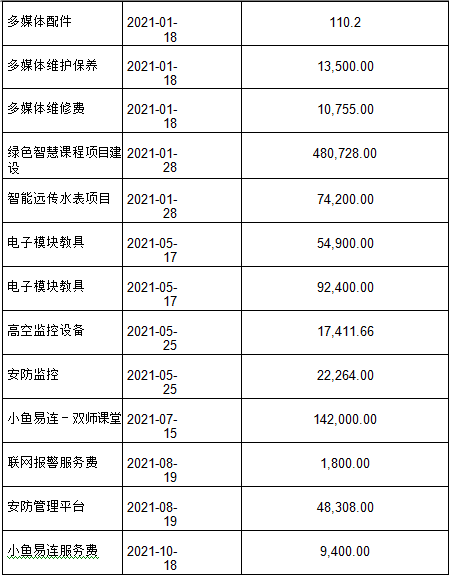 多媒体配件 2021-01- 110.2
18
多媒体维护保养 2021-01- 13,500.00
18
多媒体维修费 2021-01- 10,755.00
18
绿色智慧课程项目建 2021-01- 480,728.00
设 28
智能远传水表项目 2021-01- 74,200.00
28
电子模块教具 2021-05- 54,900.00
17
电子模块教具 2021-05- 92,400.00
17
高空监控设备 2021-05- 17,411.66
25
安防监控 2021-05- 22,264.00
25
小鱼易连－双师课堂 2021-07- 142,000.00
15
联网报警服务费 2021-08- 1,800.00
19
安防管理平台 2021-08- 48,308.00
19
小鱼易连服务费 2021-10- 9,400.00
18